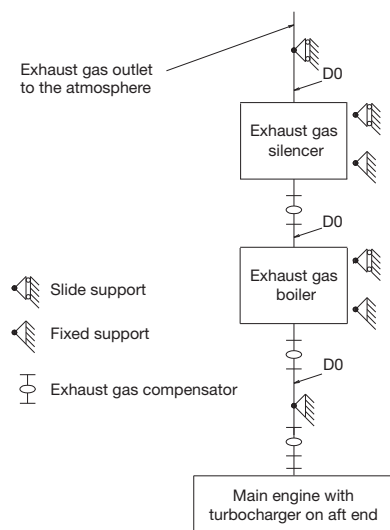 Exhaust gas outlet
to the atmosphere
D0
Exhaust gas
silencer
D0
Exhaust gas
boiler
Slide support
Fixed support
D0
Exhaust gas compensator
Main engine with
turbocharger on aft end